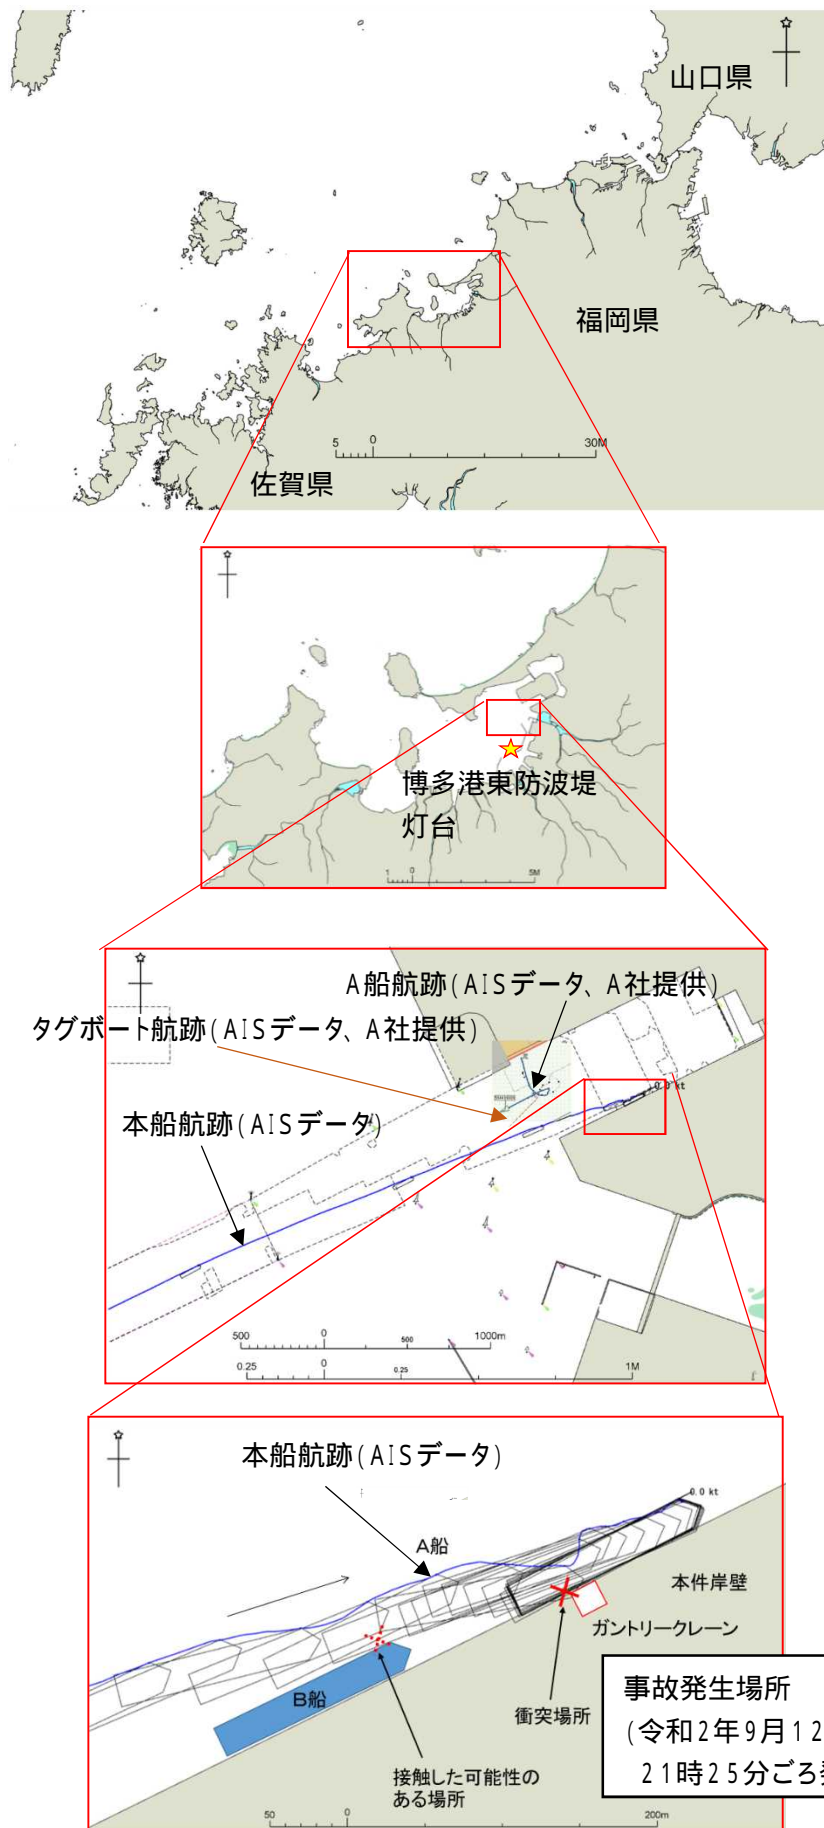 山口県
福岡県
5 0 30M
佐賀県
博多港東防波堤
灯台
1 0 5M
A船航跡(AISデータ、A社提供)
タグボート航跡(AISデータ、A社提供)
0.0 kt
本船航跡(AISデータ)
500 0 500 1000m
0.25 0 0.25 1M
本船航跡(AISデータ)
0.0 kt
A船
本件岸壁
ガントリークレーン
B船
衝突場所
接触した可能性の
ある場所
事故発生場所
(令和2年9月12
21時25分ごろ
50 0 200m